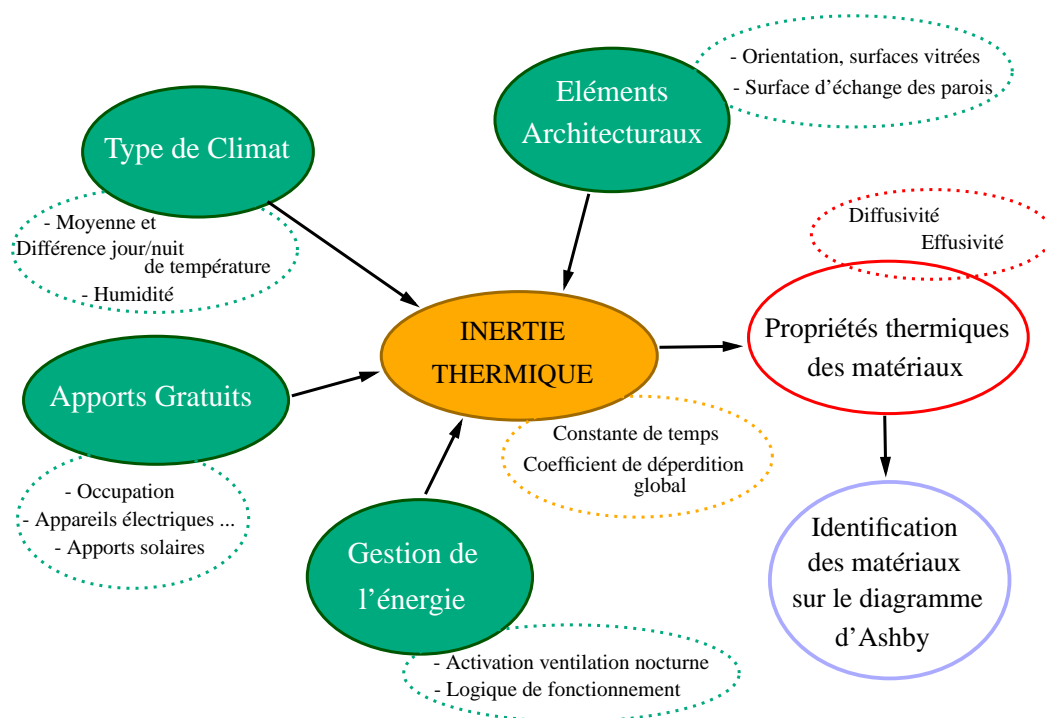 Eléments
Architecturaux
- Orientation, surfaces vitrées
- Surface d'échange des parois
Type de Climat
- Moyenne et
Différence jour/nuit
de température
- Humidité
Diffusivité
Effusivité
Propriétés thermiques
des matériaux
INERTIE
THERMIQUE
Constante de temps
Coefficient de déperdition
global
Apports Gratuits
- Occupation
- Appareils électriques ...
- Apports solaires
Gestion de
l'énergie
- Activation ventilation nocturne
- Logique de fonctionnement
Identification
des matériaux
sur le diagramme
d'Ashby